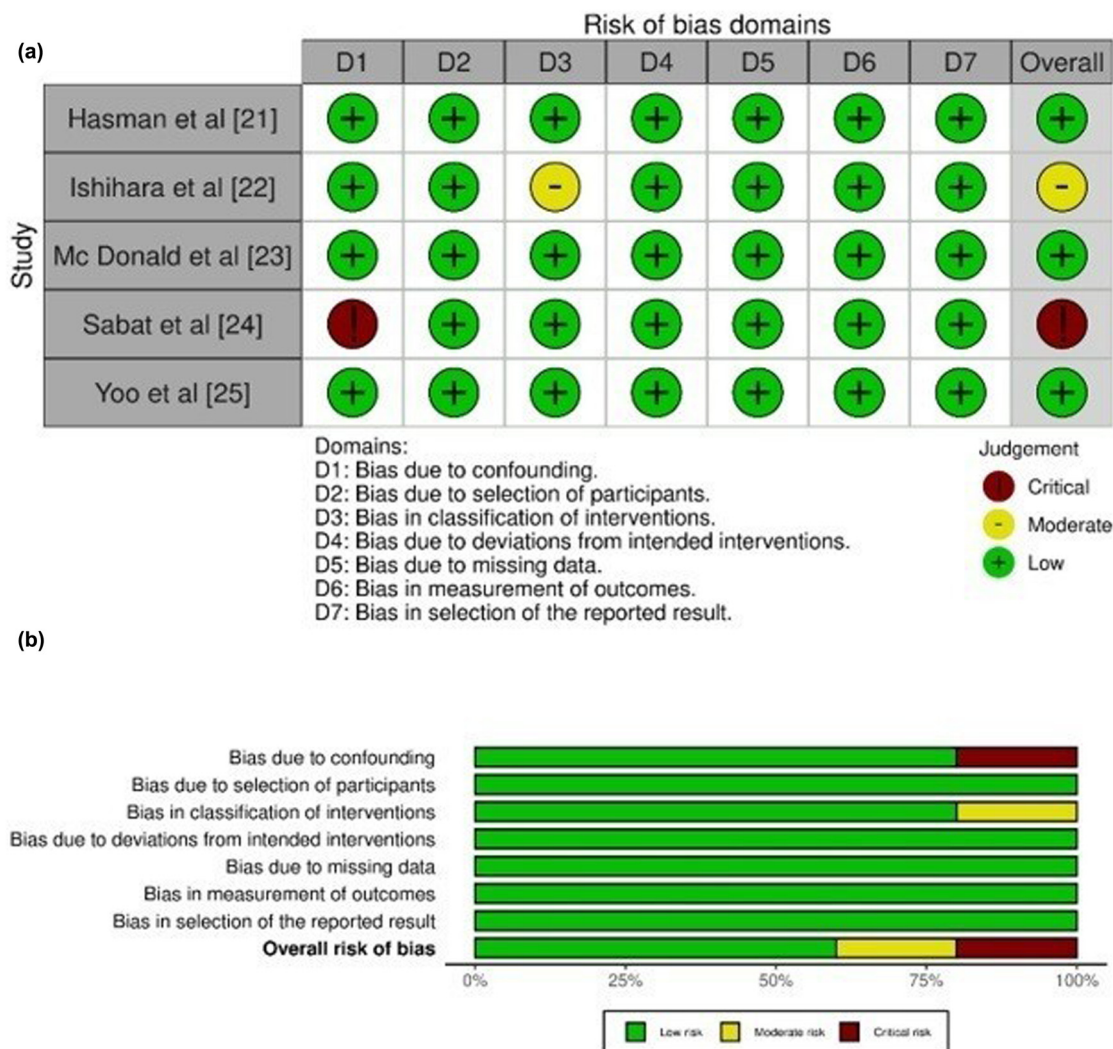 (a)
Risk of bias domains
D1 D2 D3 D4 D5 D6 D7 Overall
Study
Hasman et al [21] + + + + + + + +
Ishihara et al [22] + + - + + + + -
Mc Donald et al [23] + + + + + + + +
Sabat et al [24] ! + + + + + + !
Yoo et al [25] + + + + + + + +
Domains:
D1: Bias due to confounding.
D2: Bias due to selection of participants.
D3: Bias in classification of interventions.
D4: Bias due to deviations from intended interventions.
D5: Bias due to missing data.
D6: Bias in measurement of outcomes.
D7: Bias in selection of the reported result.
Judgement
! Critical
- Moderate
+ Low
(b)
Bias due to confounding
Bias due to selection of participants
Bias in classification of interventions
Bias due to deviations from intended interventions
Bias due to missing data
Bias in measurement of outcomes
Bias in selection of the reported result
Overall risk of bias
0% 25% 50% 75% 100%
Low risk Moderate risk Critical risk